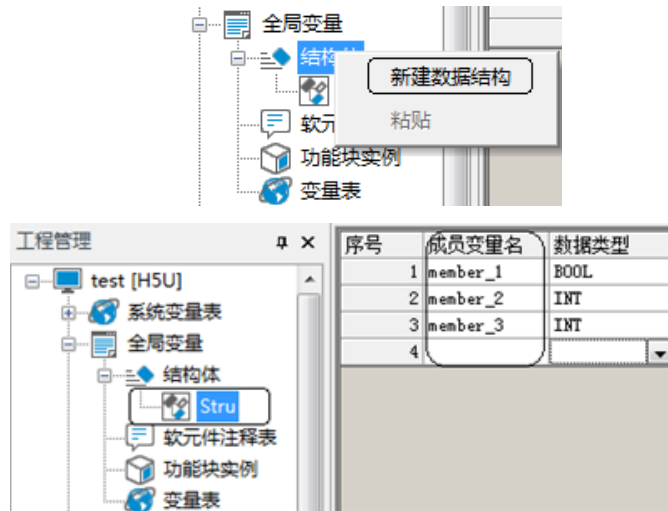 全局变量
结构体
新建数据结构
粘贴
软元
功能块实例
变量表
工程管理
test [H5U]
系统变量表
全局变量
结构体
Stru
软元件注释表
功能块实例
变量表
序号 成员变量名 数据类型
1 member_1 BOOL
2 member_2 INT
3 member_3 INT
4